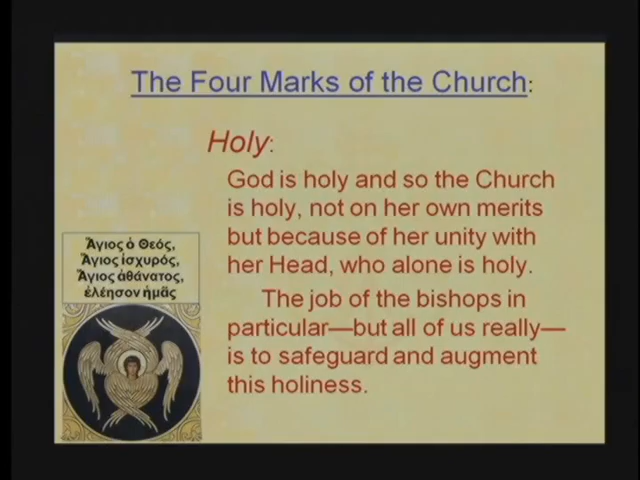 The Four Marks of the Church:
Holy:
God is holy and so the Church
is holy, not on her own merits
but because of her unity with
her Head, who alone is holy.
The job of the bishops in
particular—but all of us really—
is to safeguard and augment
this holiness.
Ἅγιος ὁ Θεός,
Ἅγιος ἰσχυρός,
Ἅγιος ἀθάνατος,
ἐλέησον ἡμᾶς